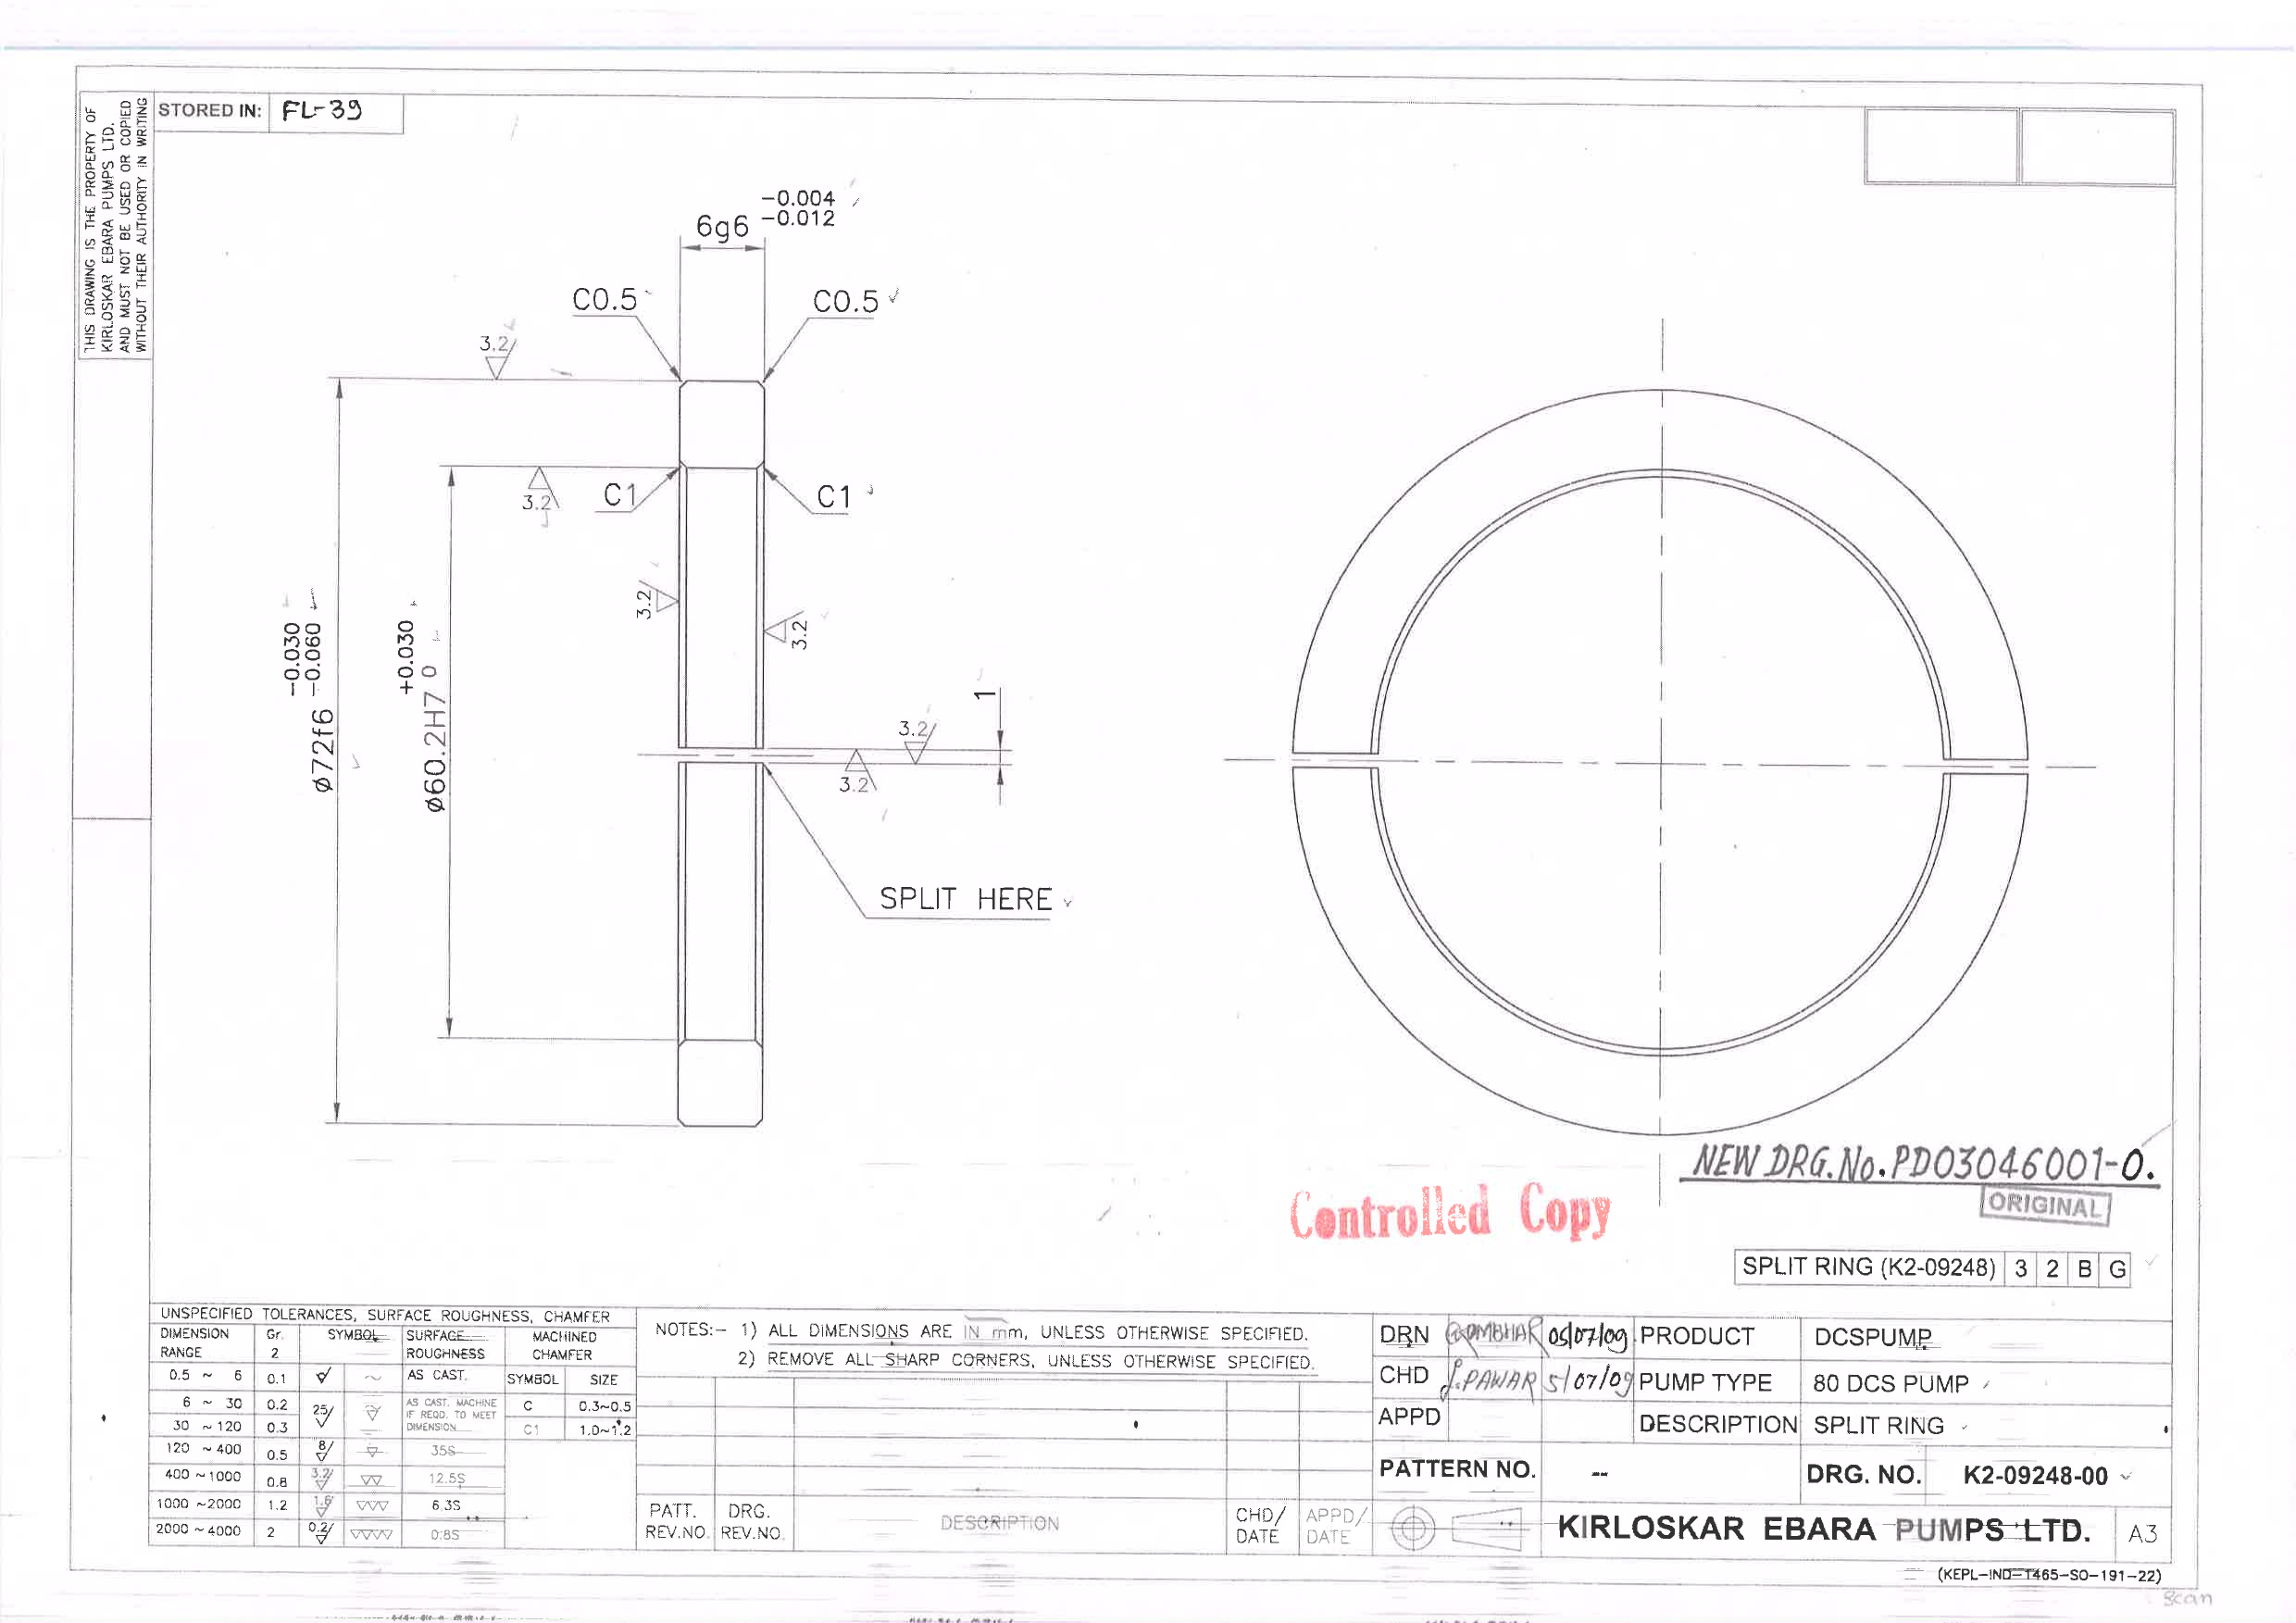 THIS DRAWING IS THE PROPERTY OF
KIRLOSKAR EBARA PUMPS LTD.
AND MUST NOT BE USED OR COPIED
WITHOUT THEIR AUTHORITY IN WRITING
STORED IN: FL-39
6g6 -0.004 -0.012
C0.5 C0.5
3.2
3.2 C1 C1
3.2
3.2
ø72f6 -0.030 -0.060
ø60.2H7 +0.030 0
1
3.2
3.2
SPLIT HERE
NEW DRG.No.PD03046001-0.
ORIGINAL
Controlled Copy
SPLIT RING (K2-09248) 3 2 B G
UNSPECIFIED TOLERANCES, SURFACE ROUGHNESS, CHAMFER
DIMENSION RANGE Gr. 2 SYMBOL SURFACE ROUGHNESS MACHINED CHAMFER
0.5 ~ 6 0.1 ~ AS CAST. SYMBOL SIZE
6 ~ 30 0.2 25 AS CAST. MACHINE IF REQD. TO MEET DIMENSION C 0.3~0.5
30 ~ 120 0.3 C1 1.0~1.2
120 ~ 400 0.5 8 35S
400 ~ 1000 0.8 3.2 12.5S
1000 ~ 2000 1.2 1.6 6.3S
2000 ~ 4000 2 0.2 0.8S
NOTES:- 1) ALL DIMENSIONS ARE IN mm, UNLESS OTHERWISE SPECIFIED.
2) REMOVE ALL SHARP CORNERS, UNLESS OTHERWISE SPECIFIED.
PATT. REV.NO. DRG. REV.NO. DESCRIPTION CHD/ DATE APPD/ DATE
DRN 05/07/09 PRODUCT DCSPUMP
CHD PAWAR 5/07/09 PUMP TYPE 80 DCS PUMP
APPD DESCRIPTION SPLIT RING
PATTERN NO. -- DRG. NO. K2-09248-00
KIRLOSKAR EBARA PUMPS LTD. A3
(KEPL-IND-T465-SO-191-22)
Scan